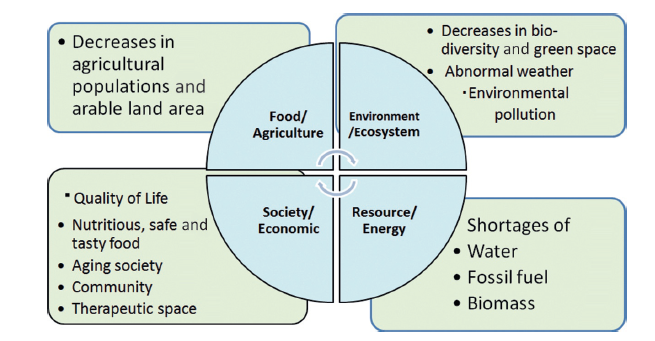 • Decreases in
agricultural
populations and
arable land area
• Decreases in bio-
diversity and green space
• Abnormal weather
・Environmental
pollution
Food/
Agriculture
Environment
/Ecosystem
Society/
Economic
Resource/
Energy
▪ Quality of Life
• Nutritious, safe and
tasty food
• Aging society
• Community
• Therapeutic space
Shortages of
• Water
• Fossil fuel
• Biomass